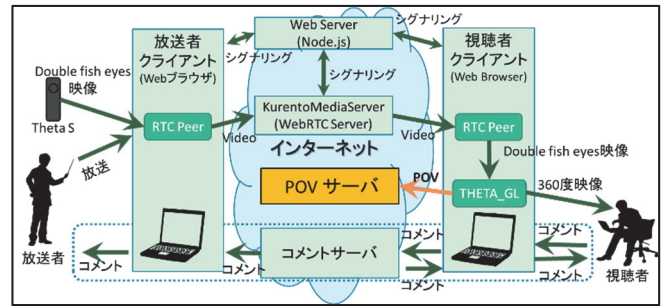 放送者
クライアント
(Webブラウザ)
Double fish eyes
映像
Theta S
RTC Peer
放送
放送者
シグナリング
Web Server
(Node.js)
シグナリング
シグナリング
KurentoMediaServer
(WebRTC Server)
Video
Video
インターネット
POV サーバ
POV
コメントサーバ
視聴者
クライアント
(Web Browser)
RTC Peer
Double fish eyes映像
THETA_GL
360度映像
視聴者
コメント
コメント
コメント
コメント
コメント
コメント